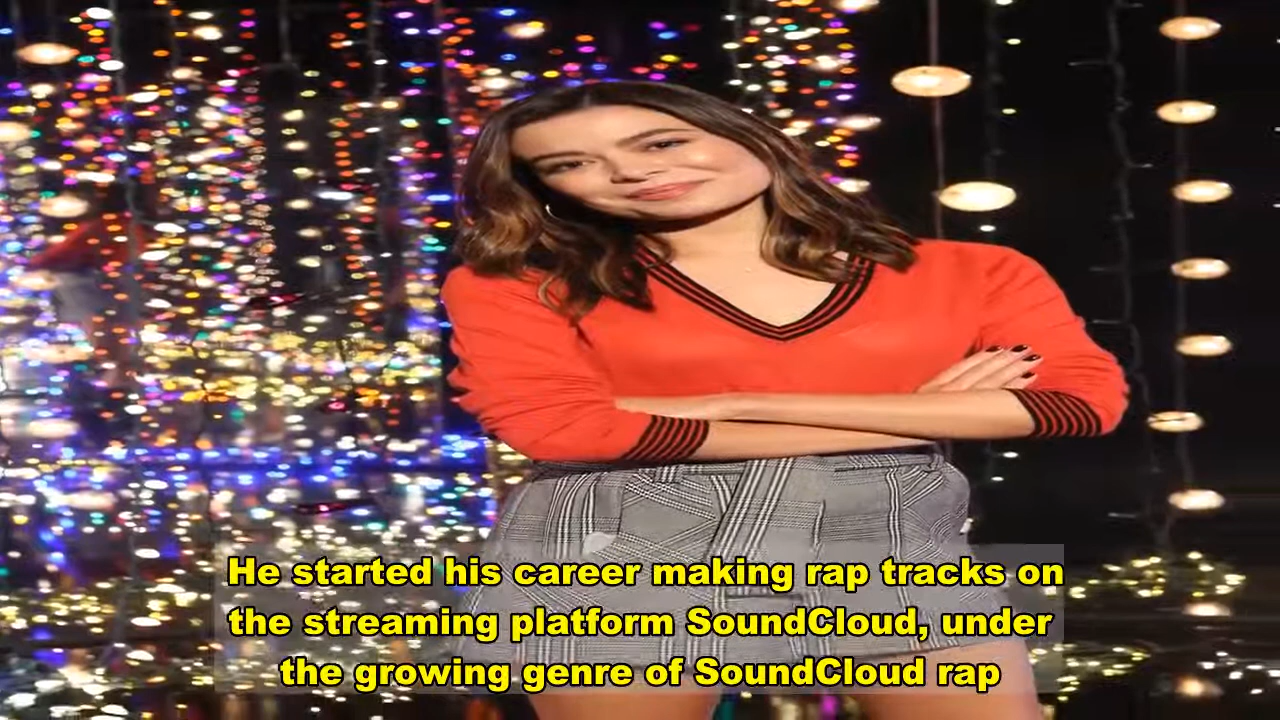 He started his career making rap tracks on
the streaming platform SoundCloud, under
the growing genre of SoundCloud rap